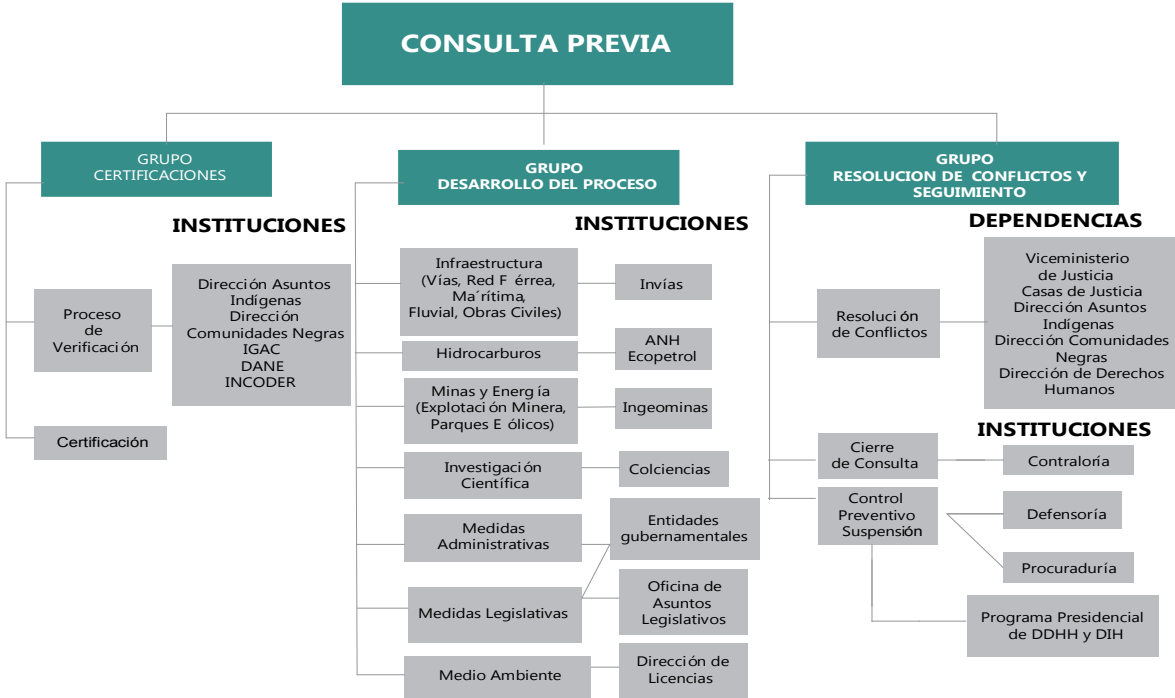 CONSULTA PREVIA
GRUPO
CERTIFICACIONES
INSTITUCIONES
Proceso
de
Verificación
Dirección Asuntos
Indígenas
Dirección
Comunidades Negras
IGAC
DANE
INCODER
Certificación
GRUPO
DESARROLLO DEL PROCESO
INSTITUCIONES
Infraestructura
(Vías, Red F érrea,
Ma´rítima,
Fluvial, Obras Civiles)
Invías
Hidrocarburos
ANH
Ecopetrol
Minas y Energ ía
(Explotación Minera,
Parques E ólicos)
Ingeominas
Investigación
Científica
Colciencias
Medidas
Administrativas
Entidades
gubernamentales
Medidas Legislativas
Oficina de
Asuntos
Legislativos
Medio Ambiente
Dirección de
Licencias
GRUPO
RESOLUCION DE CONFLICTOS Y
SEGUIMIENTO
DEPENDENCIAS
Resolución
de Conflictos
Viceministerio
de Justicia
Casas de Justicia
Dirección Asuntos
Indígenas
Dirección Comunidades
Negras
Dirección de Derechos
Humanos
INSTITUCIONES
Cierre
de Consulta
Contraloría
Control
Preventivo
Suspensión
Defensoría
Procuraduría
Programa Presidencial
de DDHH y DIH